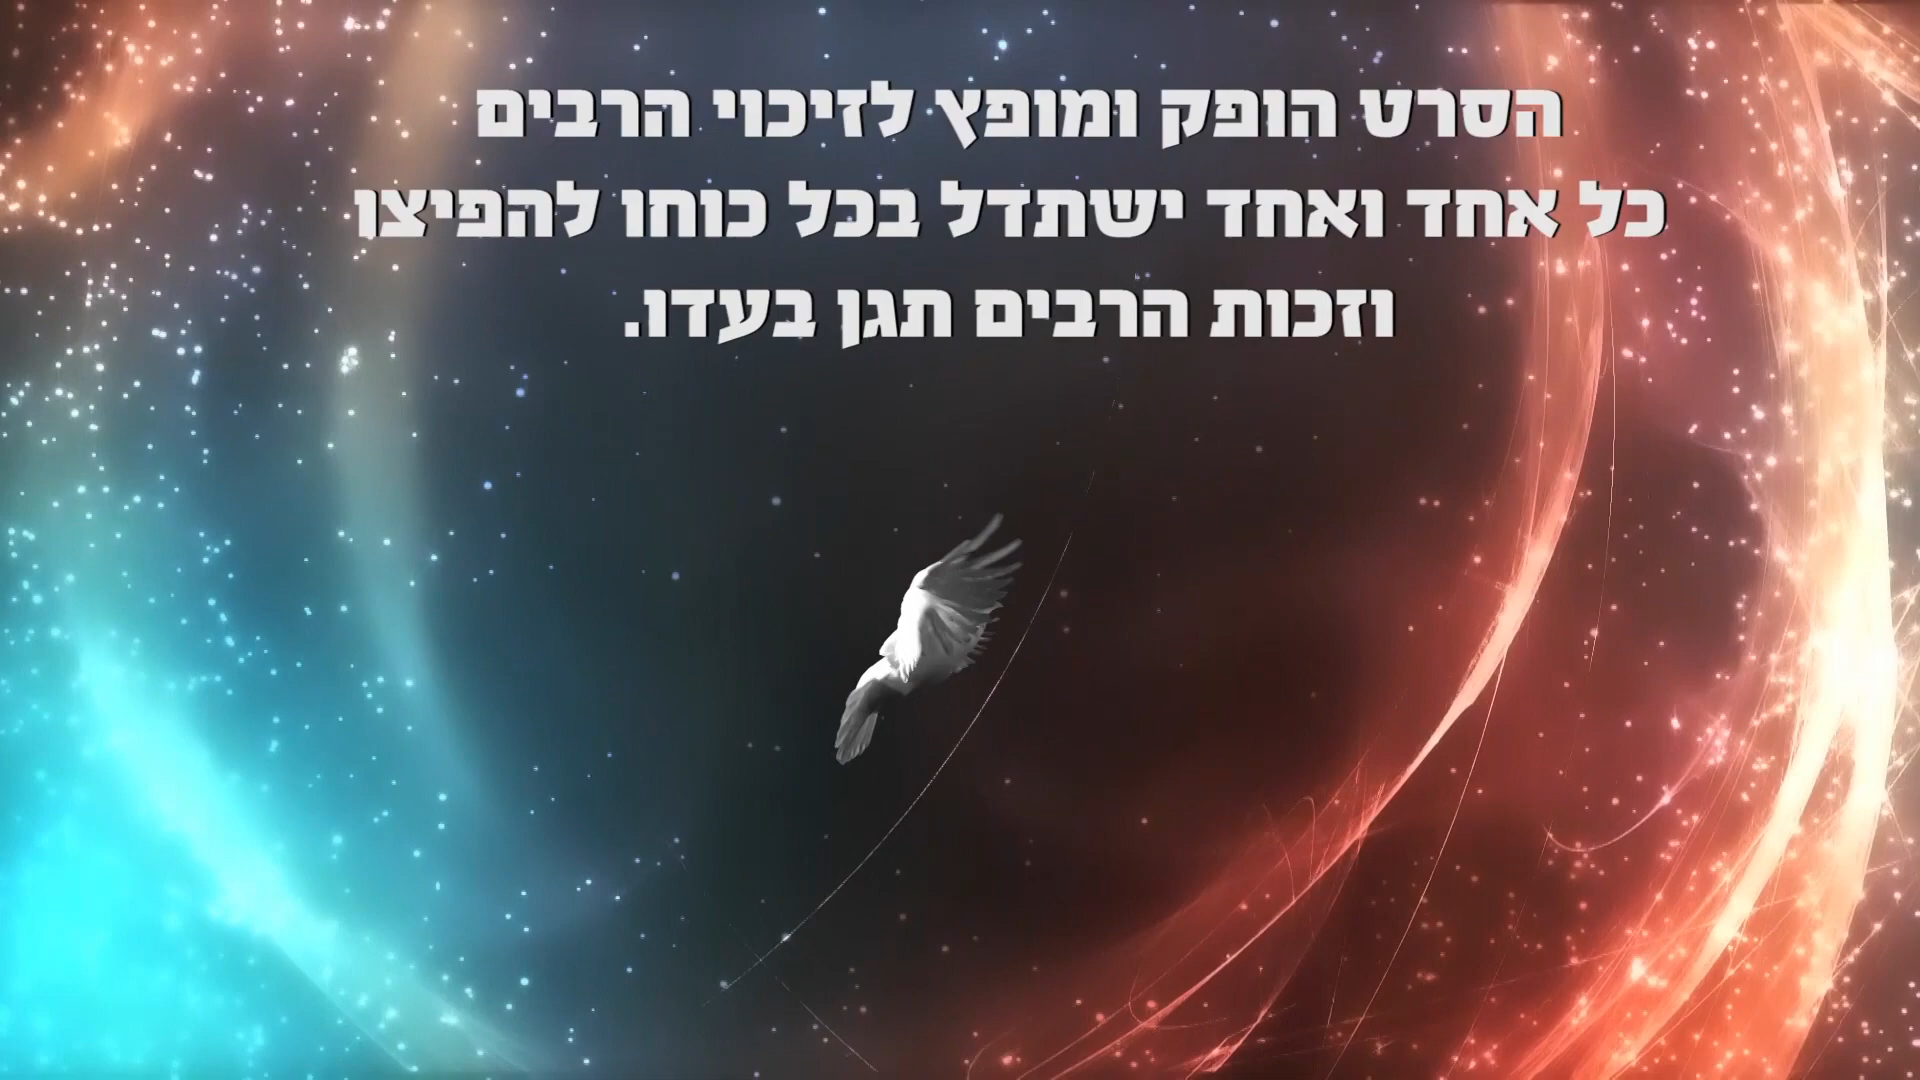 הסרט הופק ומופץ לזיכוי הרבים
כל אחד ואחד ישתדל בכל כוחו להפיצו
וזכות הרבים תגן בעדו.